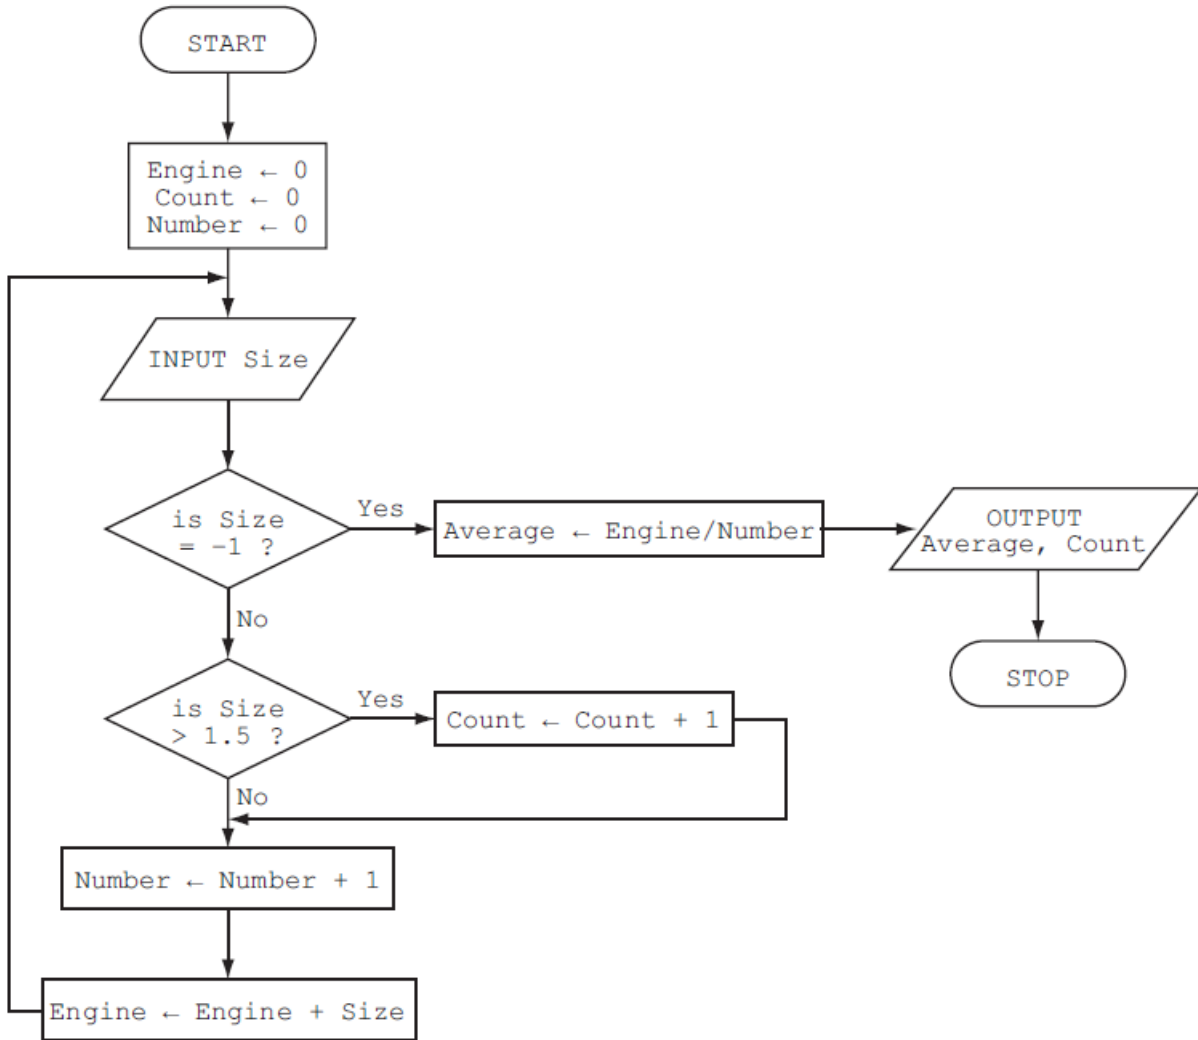 START
Engine ← 0
Count ← 0
Number ← 0
INPUT Size
is Size
= –1 ?
Yes
Average ← Engine/Number
OUTPUT
Average, Count
No
STOP
is Size
> 1.5 ?
Yes
Count ← Count + 1
No
Number ← Number + 1
Engine ← Engine + Size